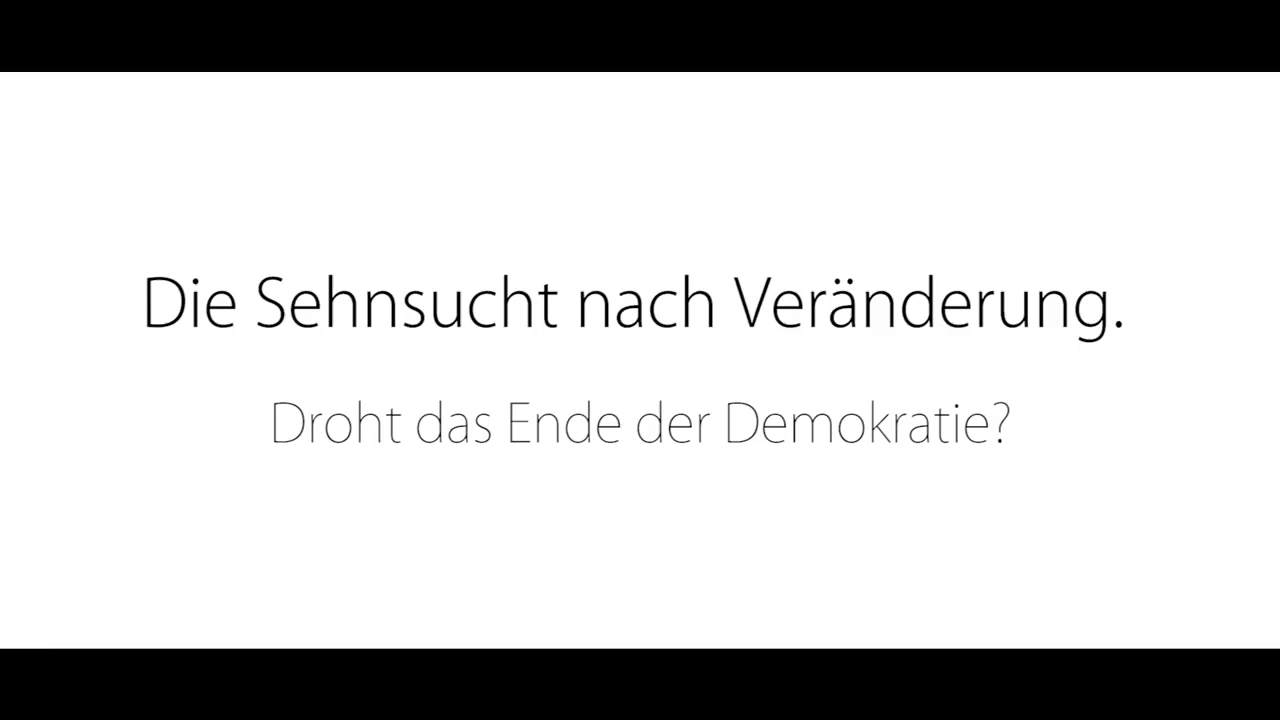 Die Sehnsucht nach Veränderung.
Droht das Ende der Demokratie?